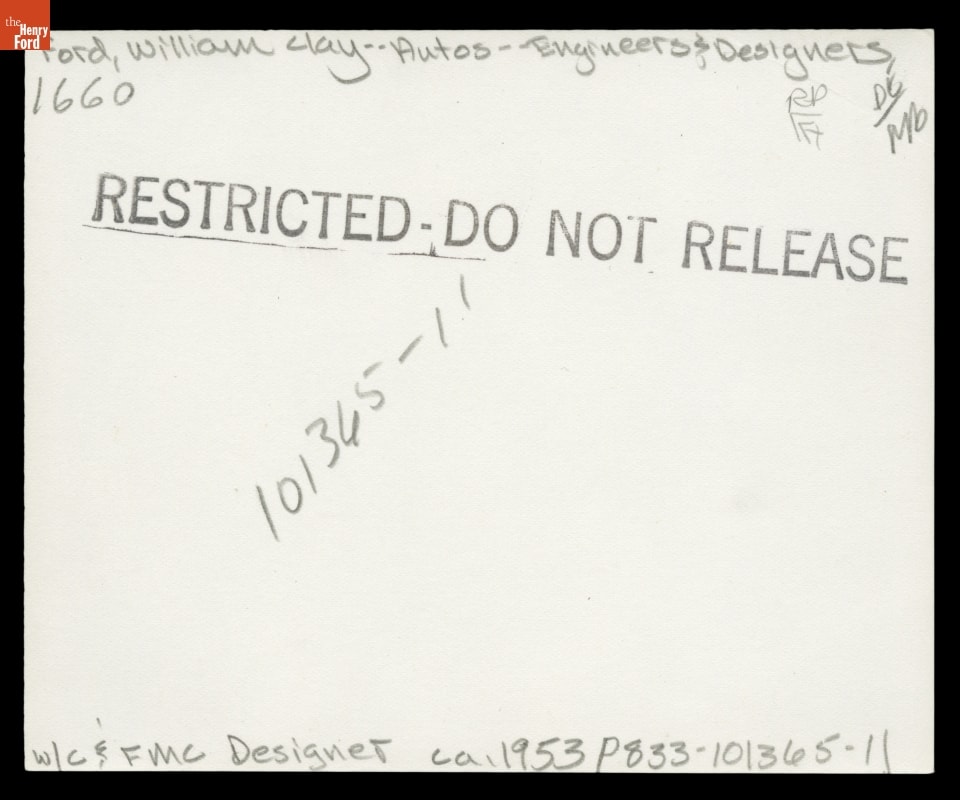 the
Henry
Ford
Ford, William Clay--Autos--Engineers & Designers,
1660
RESTRICTED-DO NOT RELEASE
101365-11
w/c & FMC Designer ca.1953 P833-101365-11